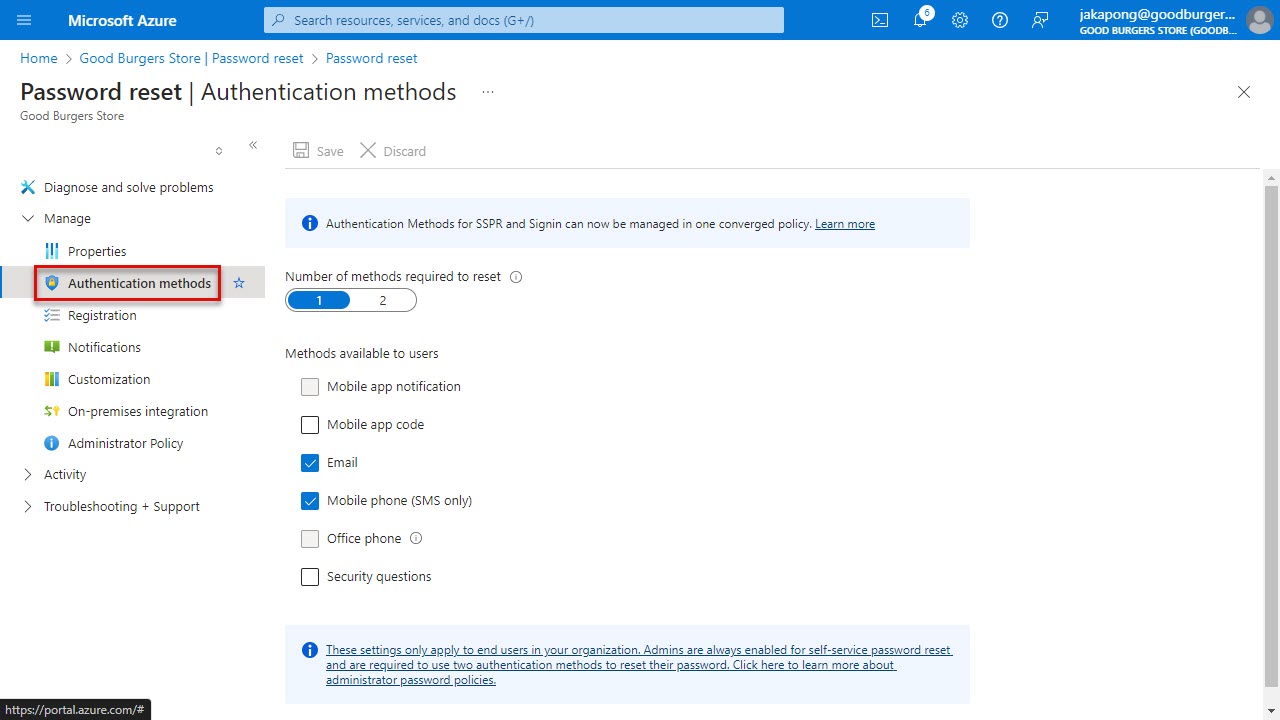 Microsoft Azure
Search resources, services, and docs (G+/)
6
jakapong@goodburger...
GOOD BURGERS STORE (GOODB...
Home > Good Burgers Store | Password reset > Password reset
Password reset | Authentication methods ...
Good Burgers Store
Save Discard
Diagnose and solve problems
Manage
Properties
Authentication methods
Registration
Notifications
Customization
On-premises integration
Administrator Policy
Activity
Troubleshooting + Support
Authentication Methods for SSPR and Signin can now be managed in one converged policy. Learn more
Number of methods required to reset
1 2
Methods available to users
Mobile app notification
Mobile app code
Email
Mobile phone (SMS only)
Office phone
Security questions
These settings only apply to end users in your organization. Admins are always enabled for self-service password reset
and are required to use two authentication methods to reset their password. Click here to learn more about
administrator password policies.
https://portal.azure.com/#